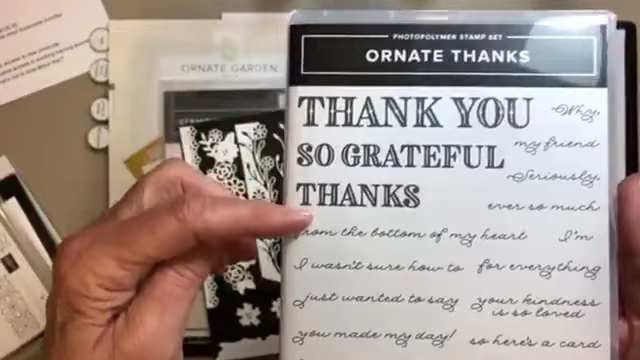 PHOTOPOLYMER STAMP SET
ORNATE THANKS
ORNATE GARDEN
THANK YOU
Why,
my friend
SO GRATEFUL
Seriously,
THANKS
ever so much
from the bottom of my heart
I'm
I wasn't sure how to
for everything
just wanted to say
your kindness
is so loved
you made my day!
so here's a card